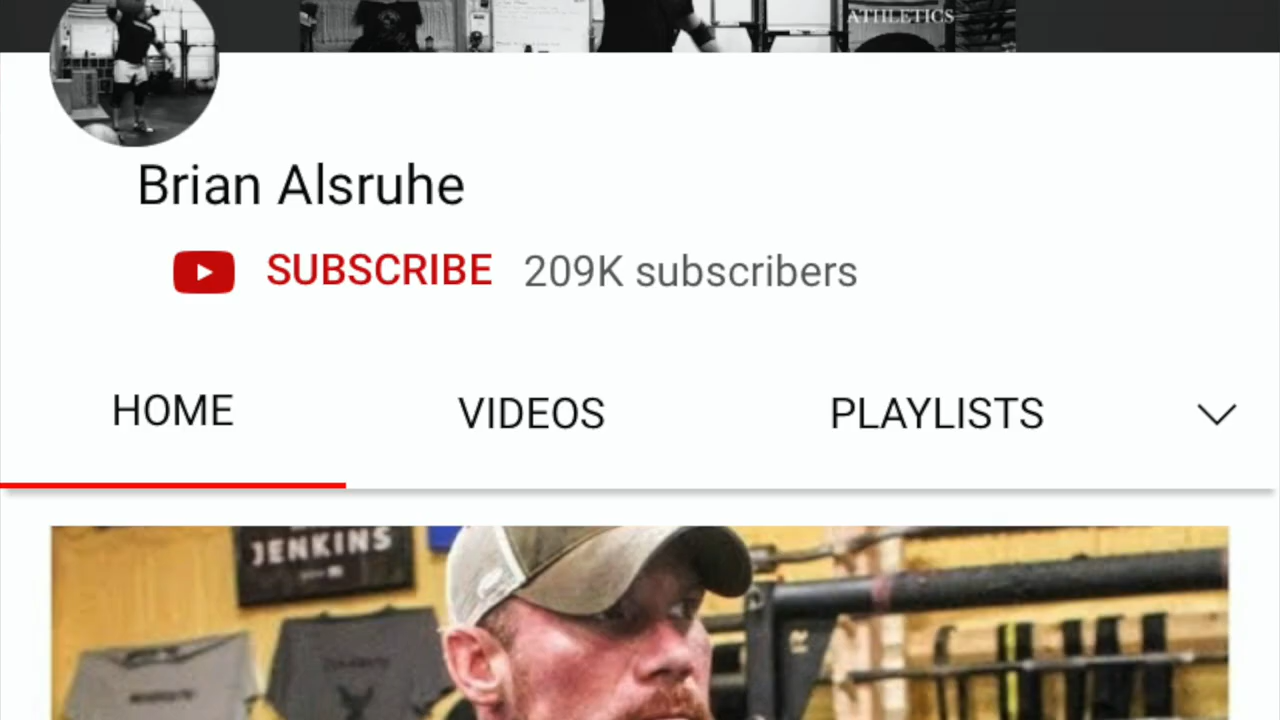 ATHLETICS
Brian Alsruhe
SUBSCRIBE 209K subscribers
HOME VIDEOS PLAYLISTS
JENKINS